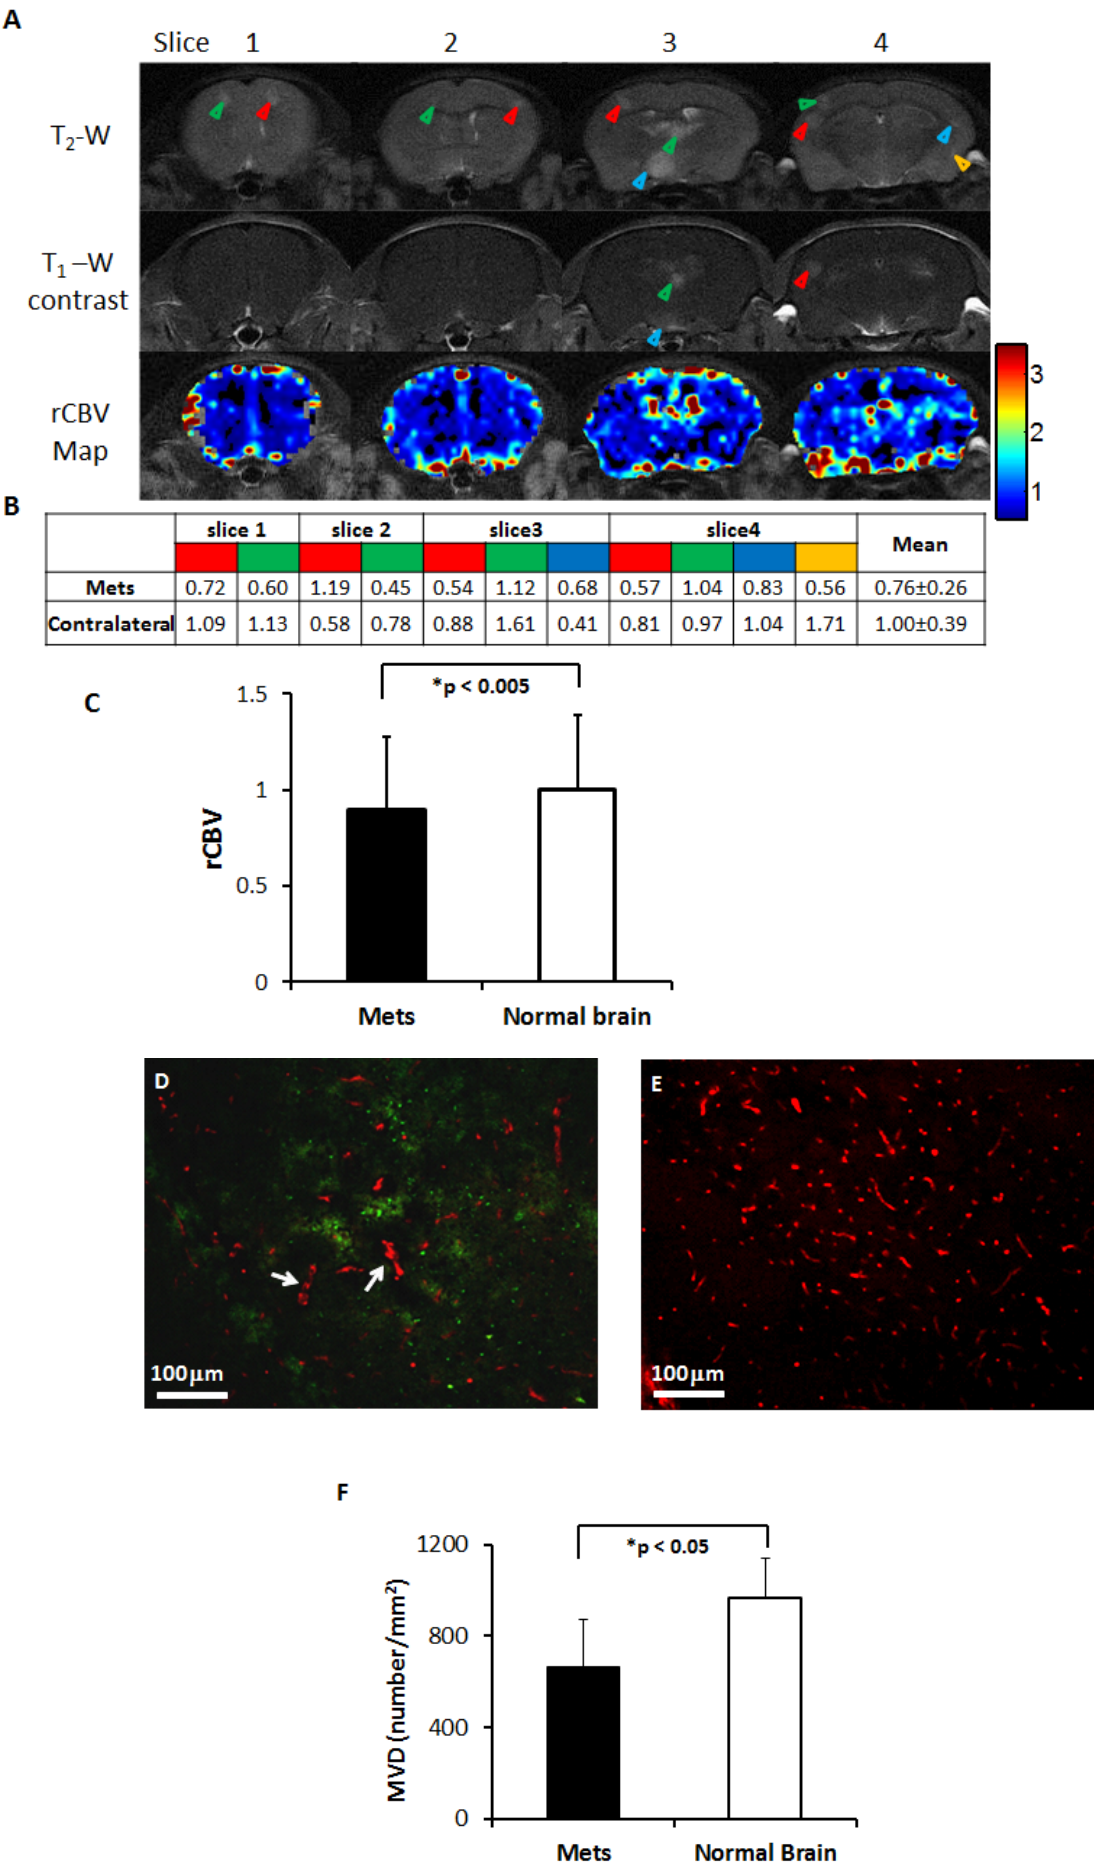 A
Slice 1 2 3 4
T2-W
T1 –W
contrast
rCBV
Map
3
2
1
B
slice 1 slice 2 slice3 slice4 Mean
Mets 0.72 0.60 1.19 0.45 0.54 1.12 0.68 0.57 1.04 0.83 0.56 0.76±0.26
Contralateral 1.09 1.13 0.58 0.78 0.88 1.61 0.41 0.81 0.97 1.04 1.71 1.00±0.39
C
*p < 0.005
1.5
1
0.5
0
rCBV
Mets Normal brain
D
100µm
E
100µm
F
*p < 0.05
1200
800
400
0
MVD (number/mm²)
Mets Normal Brain